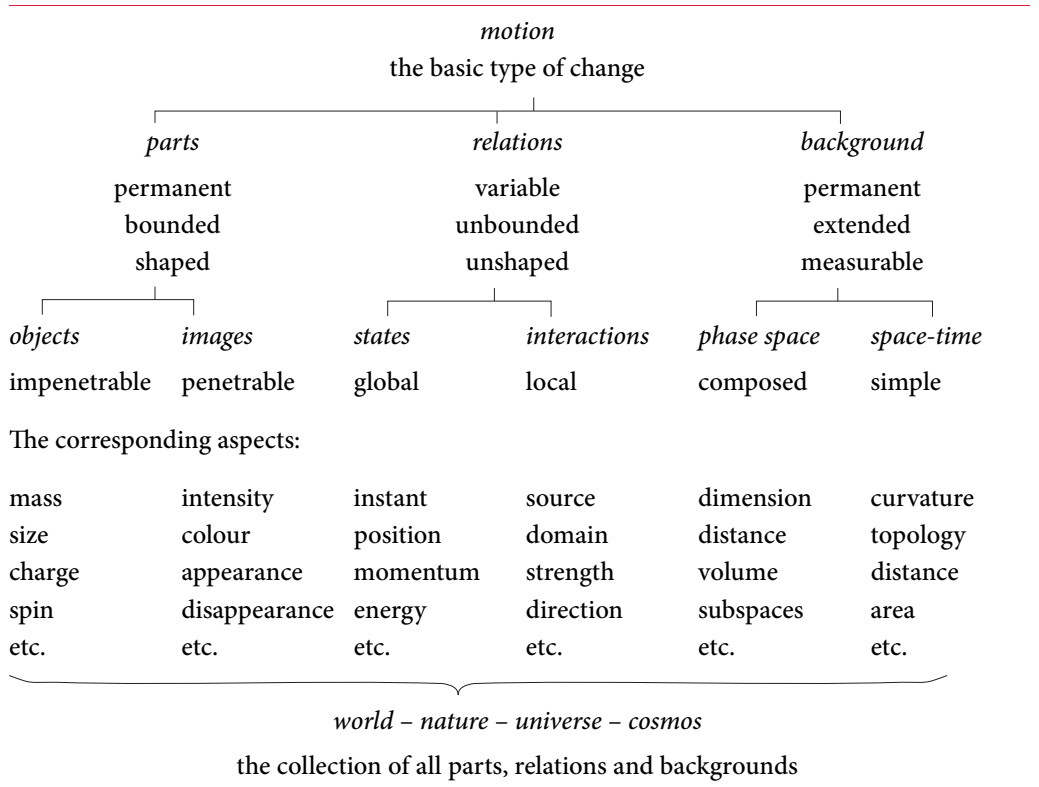 motion
the basic type of change
parts relations background
permanent variable permanent
bounded unbounded extended
shaped unshaped measurable
objects images states interactions phase space space-time
impenetrable penetrable global local composed simple
The corresponding aspects:
mass intensity instant source dimension curvature
size colour position domain distance topology
charge appearance momentum strength volume distance
spin disappearance energy direction subspaces area
etc. etc. etc. etc. etc. etc.
world – nature – universe – cosmos
the collection of all parts, relations and backgrounds